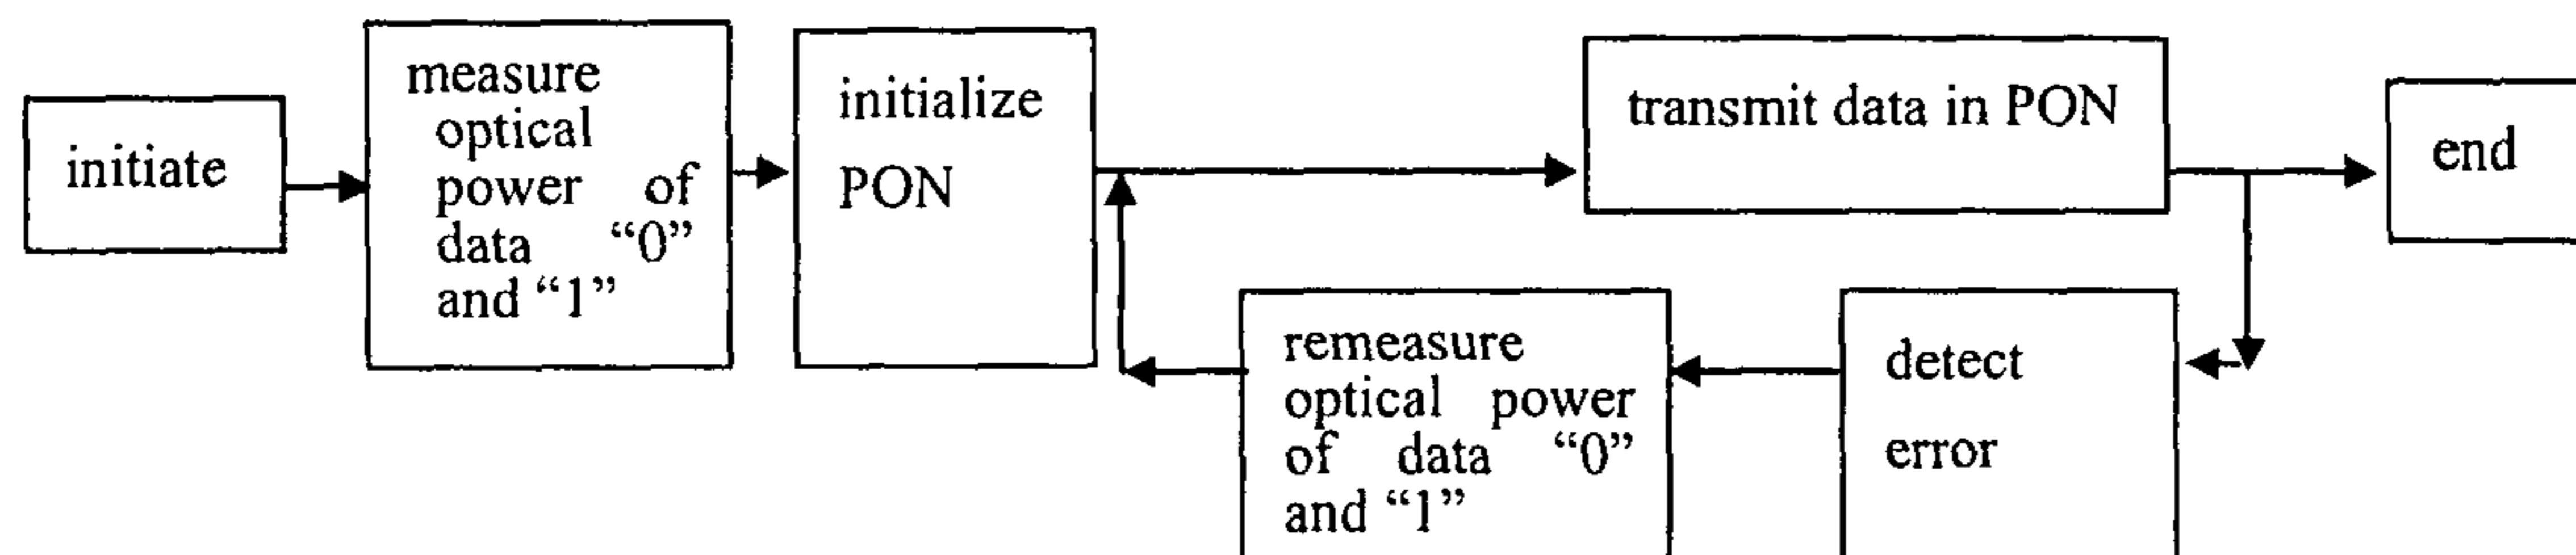 initiate
measure
optical
power of
data “0”
and “1”
initialize
PON
transmit data in PON
end
remeasure
optical power
of data “0”
and “1”
detect
error